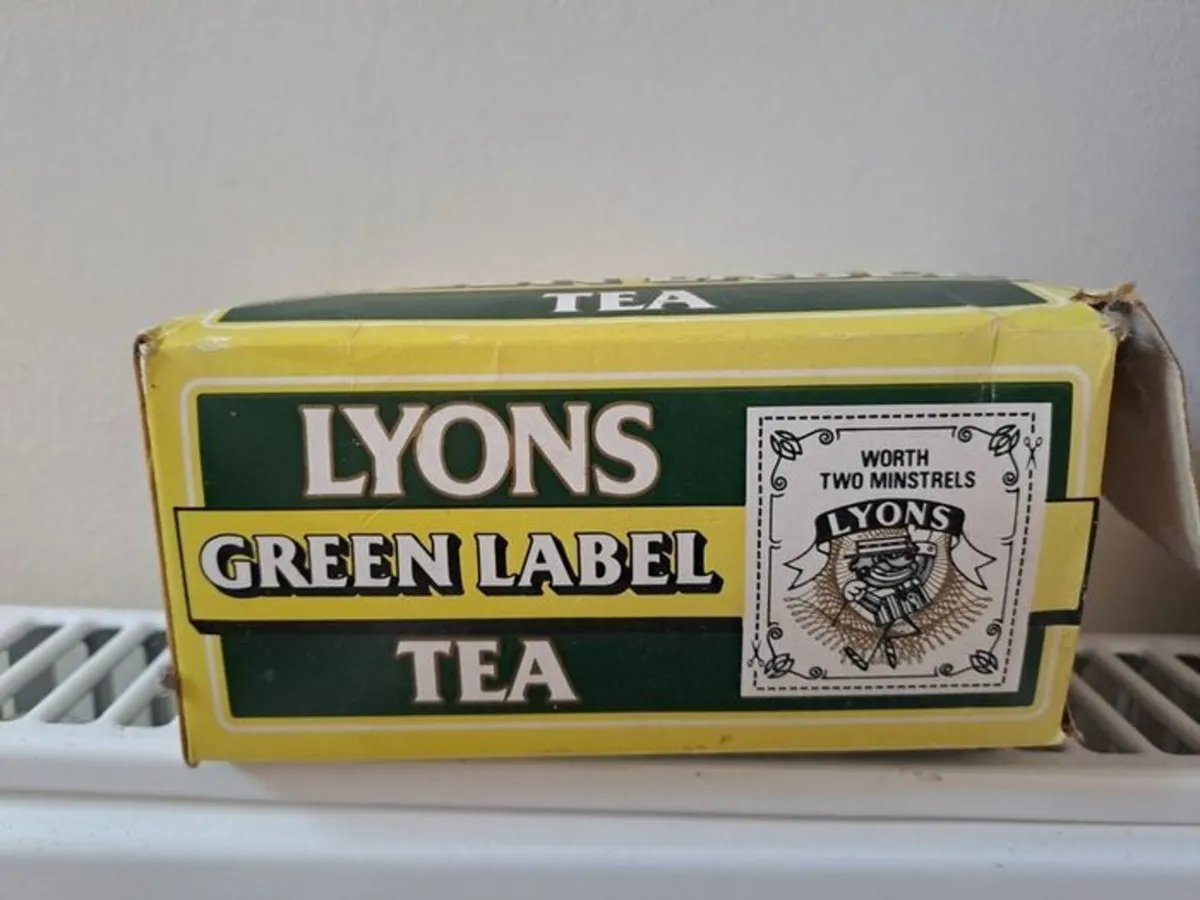 TEA
LYONS
GREEN LABEL
TEA
WORTH
TWO MINSTRELS
LYONS